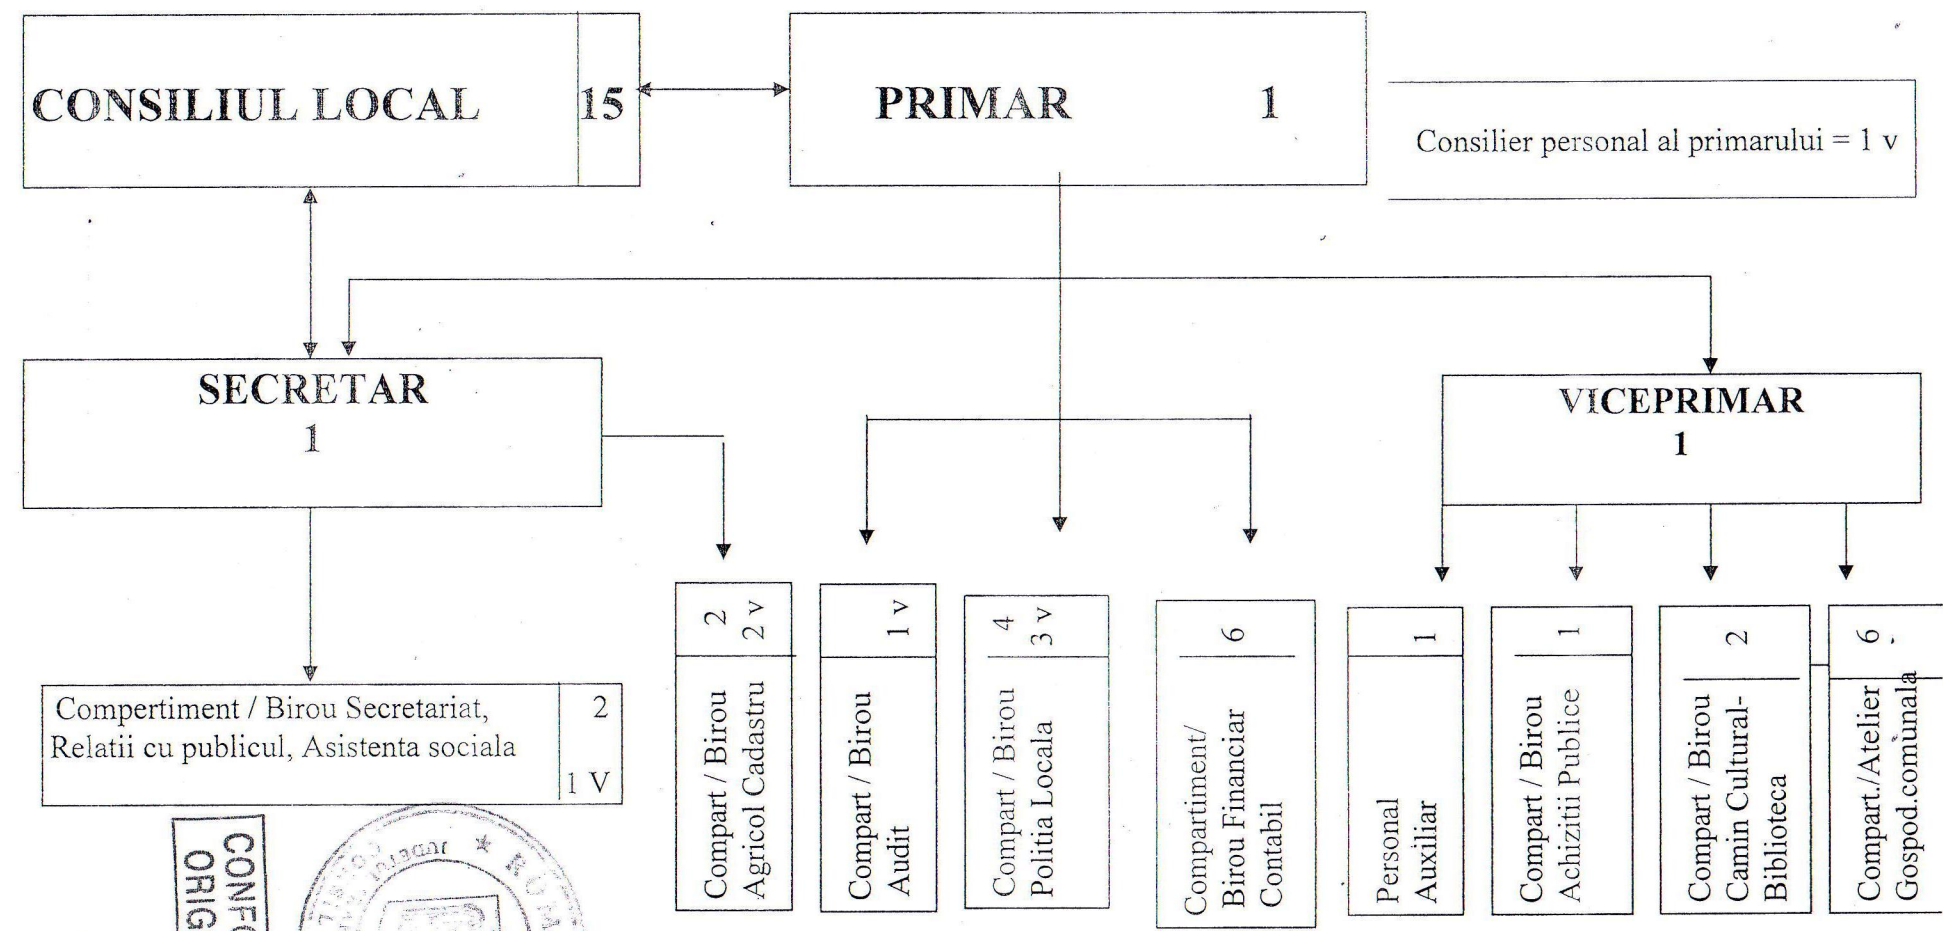 CONSILIUL LOCAL 15
PRIMAR 1
Consilier personal al primarului = 1 v
SECRETAR
1
VICEPRIMAR
1
Compertiment / Birou Secretariat, 2
Relatii cu publicul, Asistenta sociala
1 V
2
2 v
Compart / Birou
Agricol Cadastru
1 v
Compart / Birou
Audit
4
3 v
Compart / Birou
Politia Locala
6
Compartiment/
Birou Financiar
Contabil
1
Personal
Auxiliar
1
Compart / Birou
Achizitii Publice
2
Compart / Birou
Camin Cultural-
Biblioteca
6
Compart./Atelier
Gospod.comunala